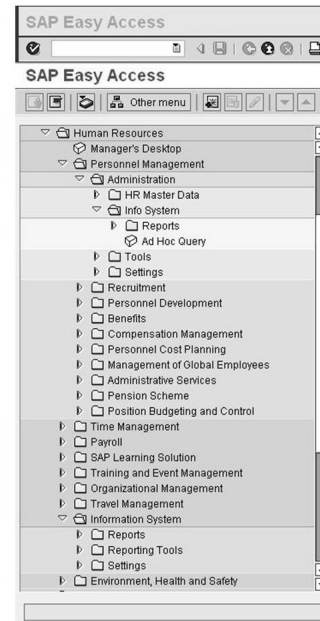 SAP Easy Access
SAP Easy Access
Other menu
Human Resources
Manager's Desktop
Personnel Management
Administration
HR Master Data
Info System
Reports
Ad Hoc Query
Tools
Settings
Recruitment
Personnel Development
Benefits
Compensation Management
Personnel Cost Planning
Management of Global Employees
Administrative Services
Pension Scheme
Position Budgeting and Control
Time Management
Payroll
SAP Learning Solution
Training and Event Management
Organizational Management
Travel Management
Information System
Reports
Reporting Tools
Settings
Environment, Health and Safety